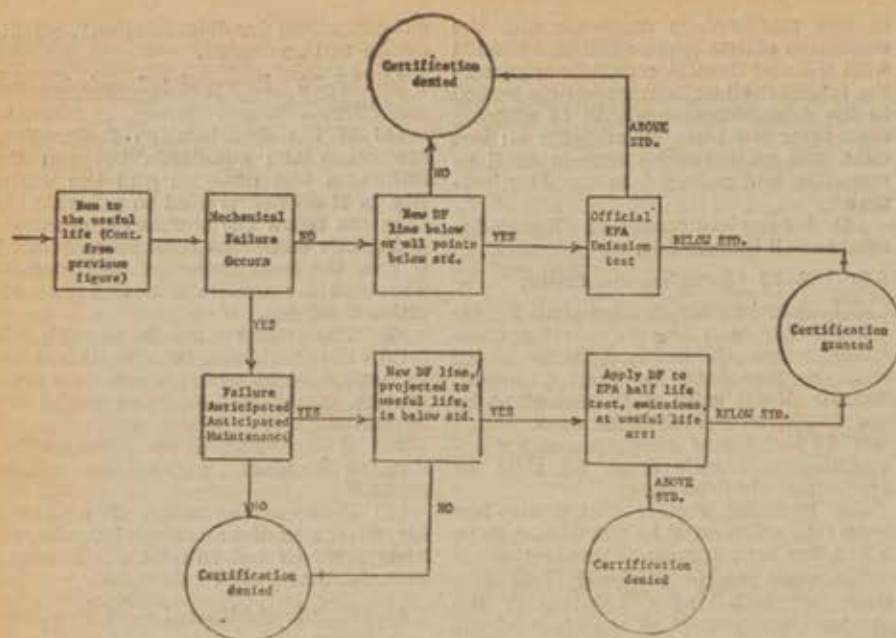 Certification
denied
ABOVE
STD.
NO
Run to
the useful
life (Cont.
from
previous
figure)
Mechanical
Failure
Occurs
NO
New DF
line below
or all points
below std.
YES
Official
EPA
Emission
test
BELOW STD.
Certification
granted
YES
Failure
Anticipated
(Anticipated
Maintenance
YES
New DF line,
projected to
useful life,
is below std.
YES
Apply DF to
EPA half life
test, emissions,
at useful life
are:
BELOW STD.
NO
NO
ABOVE
STD.
Certification
denied
Certification
denied